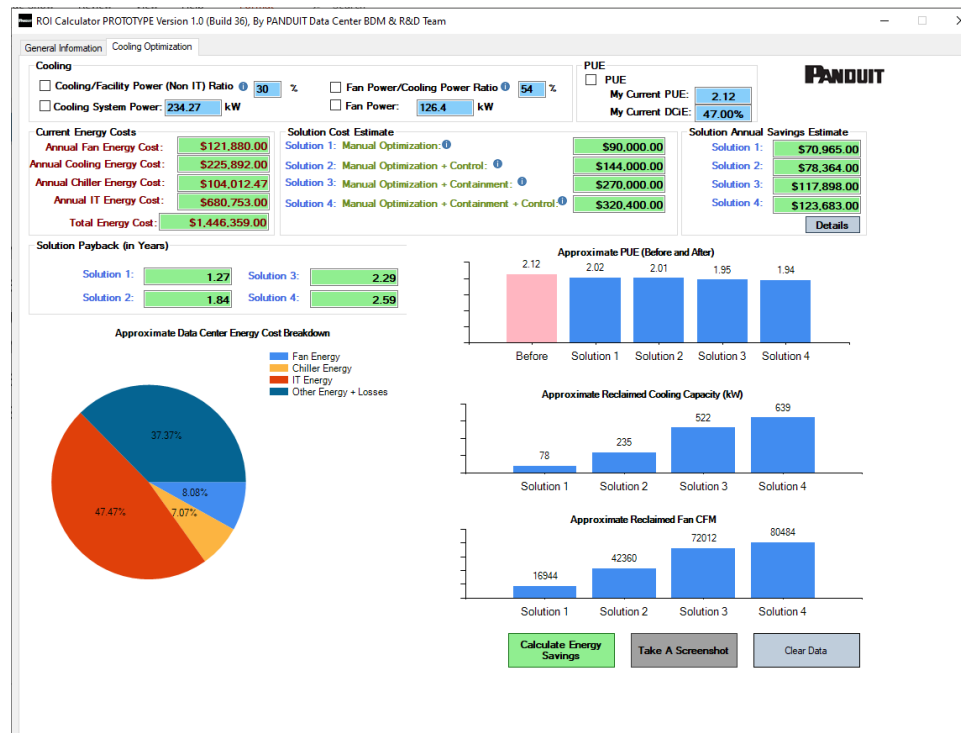 ROI Calculator PROTOTYPE Version 1.0 (Build 36), By PANDUIT Data Center BDM & R&D Team
General Information
Cooling Optimization
Cooling
Cooling/Facility Power (Non IT) Ratio 30 %
Fan Power/Cooling Power Ratio 54 %
Cooling System Power: 234.27 kW
Fan Power: 126.4 kW
PUE
PUE
My Current PUE: 2.12
My Current DCiE: 47.00%
PANDUIT
Current Energy Costs
Annual Fan Energy Cost: $121,880.00
Annual Cooling Energy Cost: $225,892.00
Annual Chiller Energy Cost: $104,012.47
Annual IT Energy Cost: $680,753.00
Total Energy Cost: $1,446,359.00
Solution Cost Estimate
Solution 1: Manual Optimization: $90,000.00
Solution 2: Manual Optimization + Control: $144,000.00
Solution 3: Manual Optimization + Containment: $270,000.00
Solution 4: Manual Optimization + Containment + Control: $320,400.00
Solution Annual Savings Estimate
Solution 1: $70,965.00
Solution 2: $78,364.00
Solution 3: $117,898.00
Solution 4: $123,683.00
Details
Solution Payback (in Years)
Solution 1: 1.27
Solution 3: 2.29
Solution 2: 1.84
Solution 4: 2.59
Approximate Data Center Energy Cost Breakdown
Fan Energy
Chiller Energy
IT Energy
Other Energy + Losses
37.37%
8.08%
47.47%
7.07%
Approximate PUE (Before and After)
2.12 2.02 2.01 1.95 1.94
Before Solution 1 Solution 2 Solution 3 Solution 4
Approximate Reclaimed Cooling Capacity (kW)
78 235 522 639
Solution 1 Solution 2 Solution 3 Solution 4
Approximate Reclaimed Fan CFM
16944 42360 72012 80484
Solution 1 Solution 2 Solution 3 Solution 4
Calculate Energy
Savings
Take A Screenshot
Clear Data